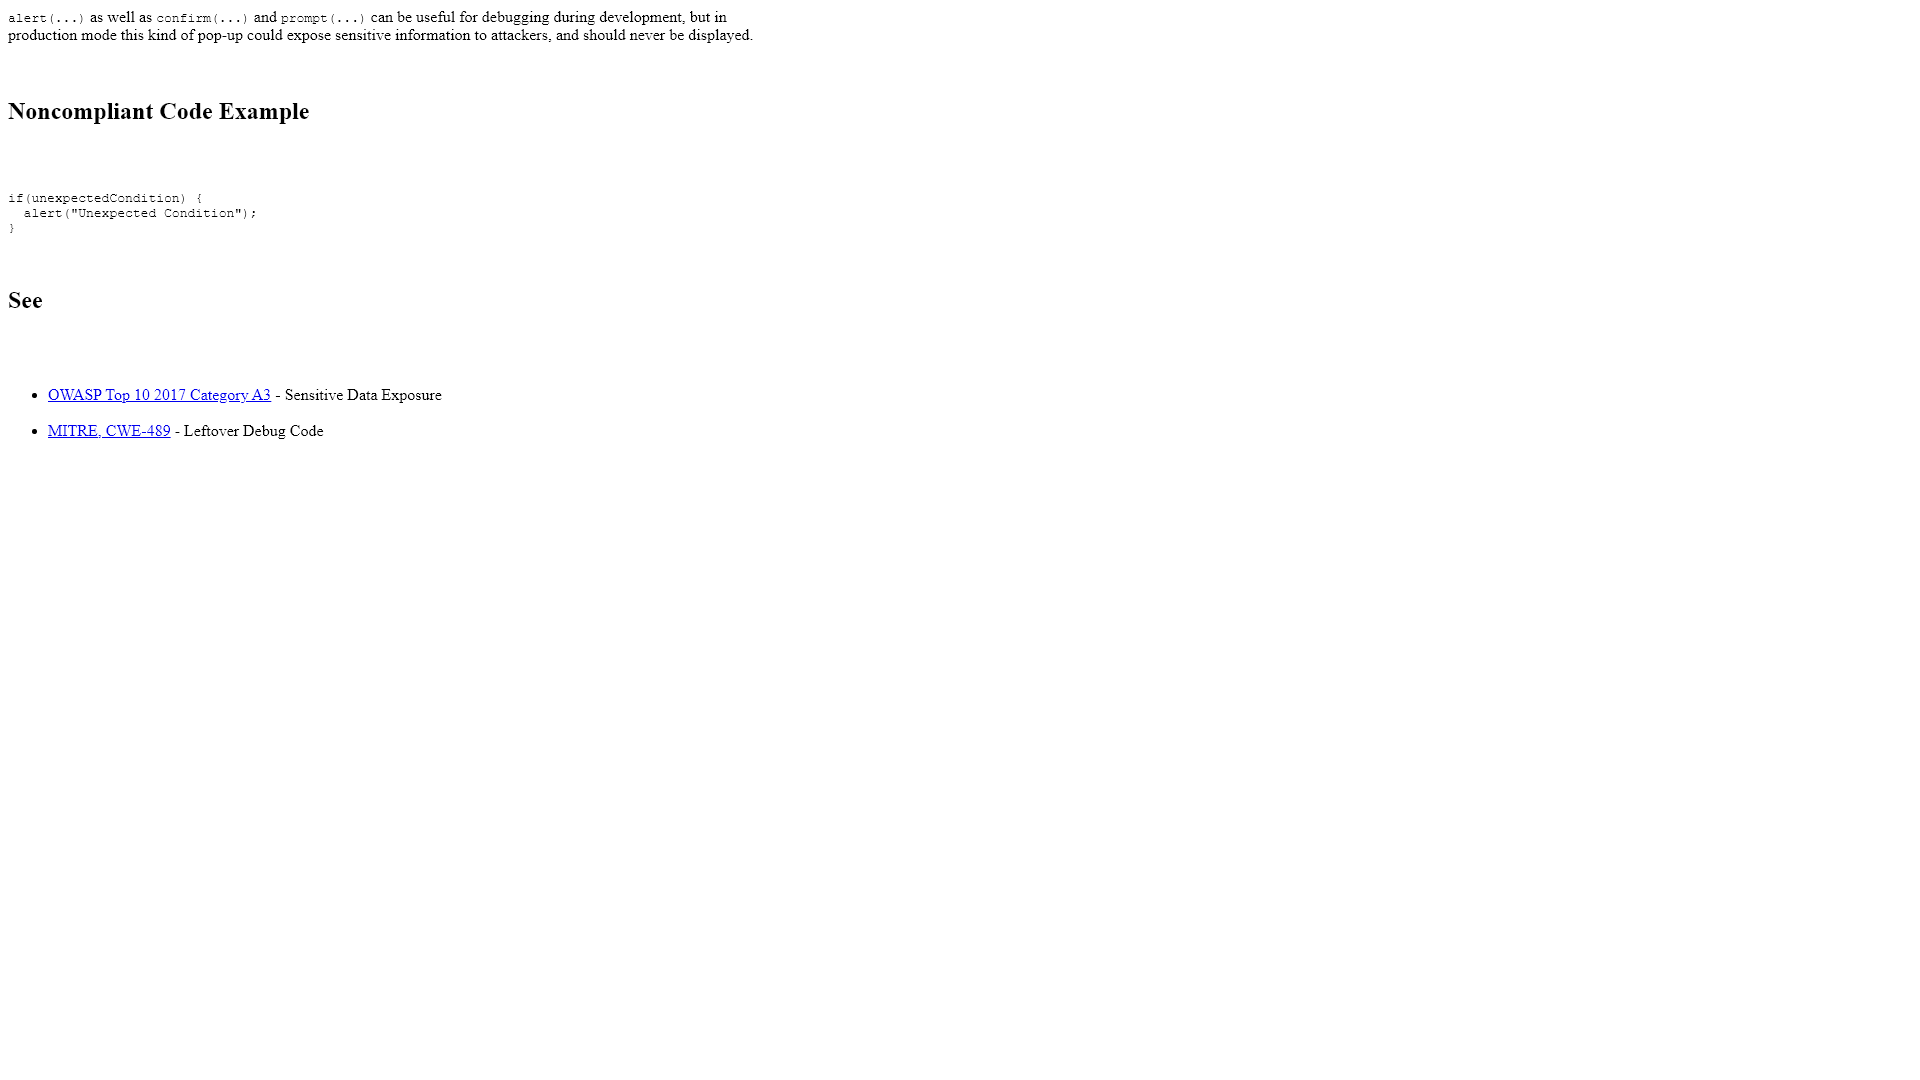 alert(...) as well as confirm(...) and prompt(...) can be useful for debugging during development, but in
production mode this kind of pop-up could expose sensitive information to attackers, and should never be displayed.
Noncompliant Code Example
if(unexpectedCondition) {
  alert("Unexpected Condition");
}
See
• OWASP Top 10 2017 Category A3 - Sensitive Data Exposure
• MITRE, CWE-489 - Leftover Debug Code